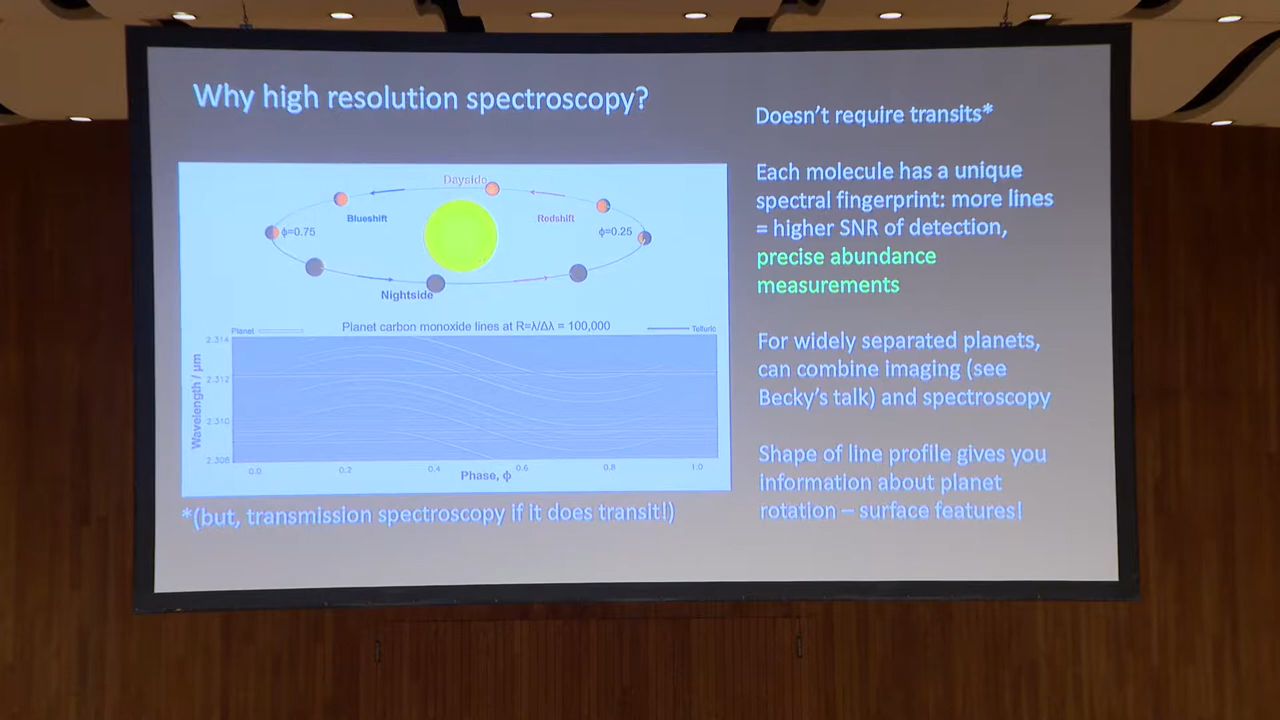 Why high resolution spectroscopy?
Dayside
Blueshift
Redshift
ϕ=0.75
ϕ=0.25
Nightside
Planet
Planet carbon monoxide lines at R=λ/Δλ = 100,000
Telluric
2.314
2.312
2.310
2.308
Wavelength / μm
0.0 0.2 0.4 0.6 0.8 1.0
Phase, ϕ
*(but, transmission spectroscopy if it does transit!)
Doesn't require transits*
Each molecule has a unique
spectral fingerprint: more lines
= higher SNR of detection,
precise abundance
measurements
For widely separated planets,
can combine imaging (see
Becky's talk) and spectroscopy
Shape of line profile gives you
information about planet
rotation – surface features!